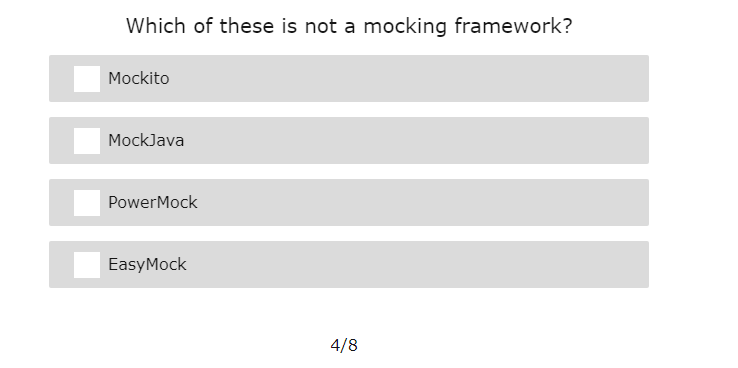 Which of these is not a mocking framework?
Mockito
MockJava
PowerMock
EasyMock
4/8